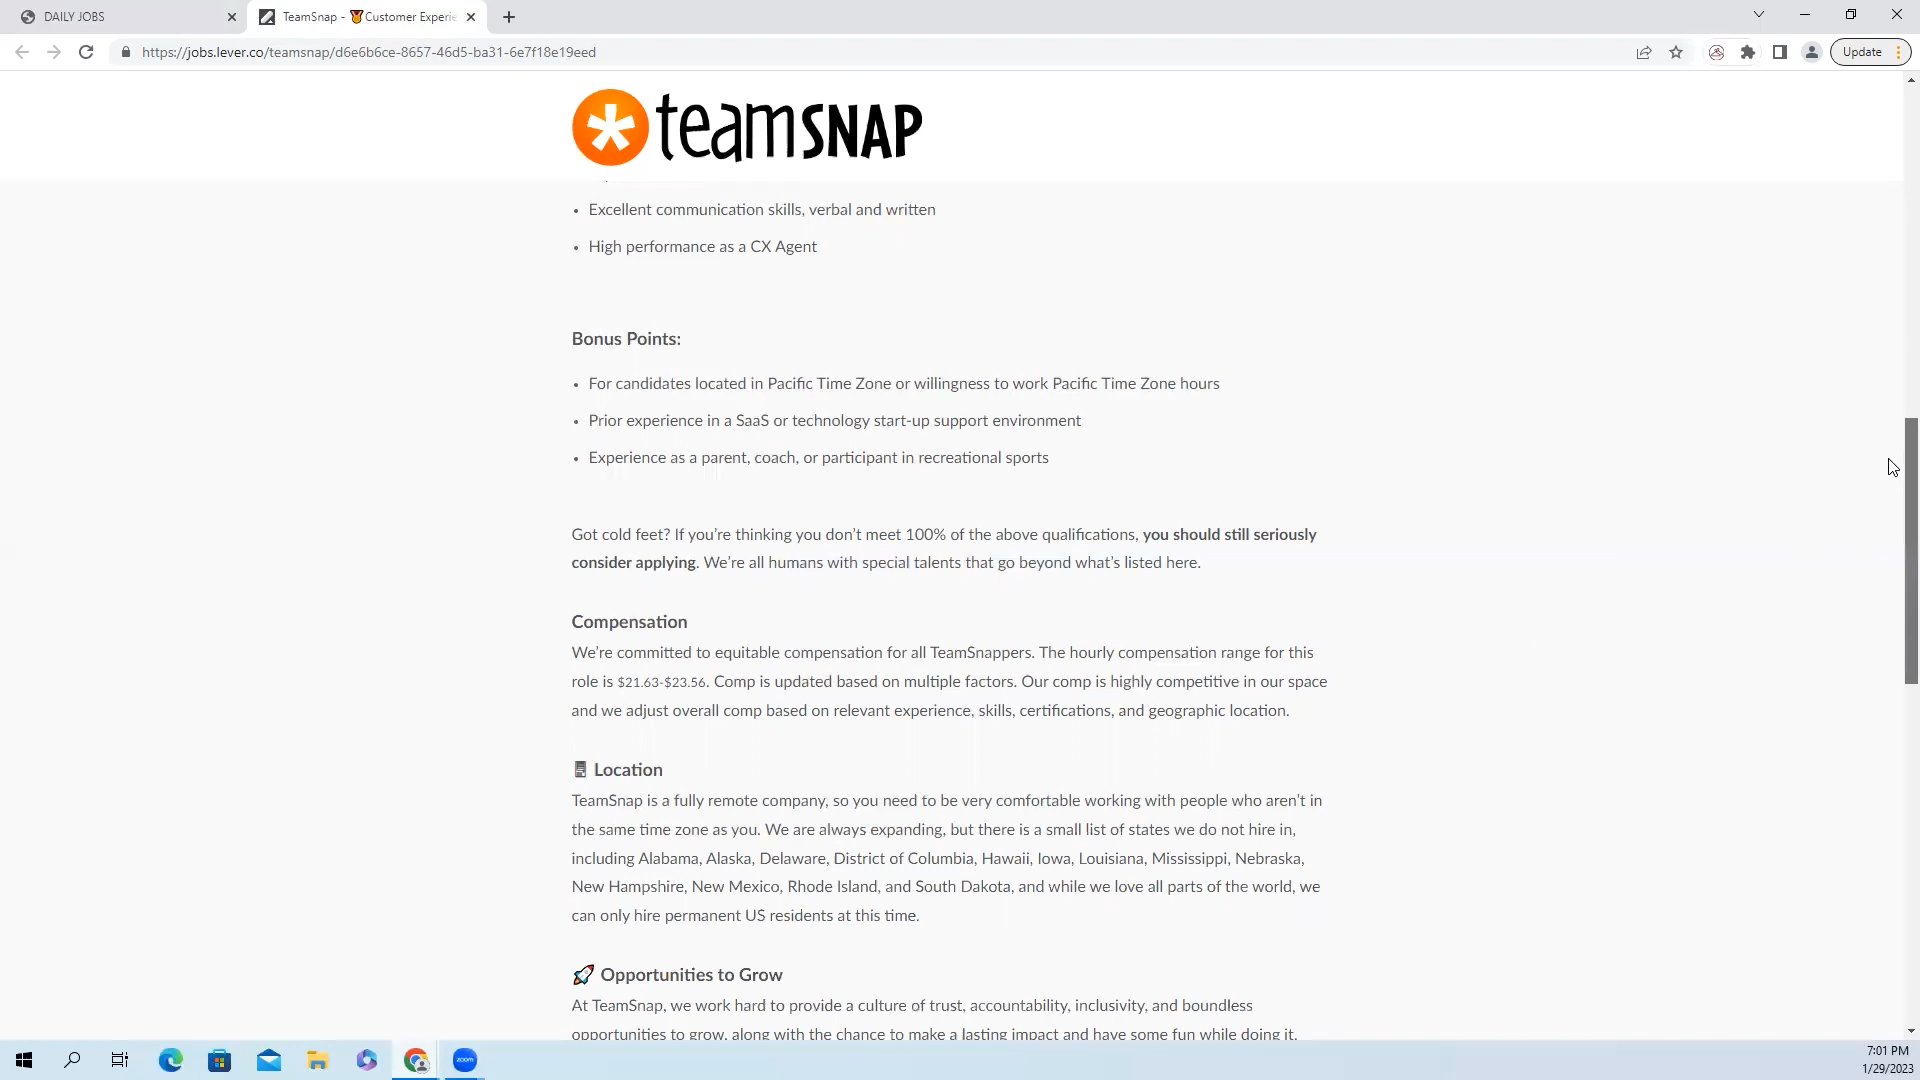 DAILY JOBS
TeamSnap - 🏅Customer Experie
https://jobs.lever.co/teamsnap/d6e6b6ce-8657-46d5-ba31-6e7f18e19eed
Update
teamSNAP
• Excellent communication skills, verbal and written
• High performance as a CX Agent
Bonus Points:
• For candidates located in Pacific Time Zone or willingness to work Pacific Time Zone hours
• Prior experience in a SaaS or technology start-up support environment
• Experience as a parent, coach, or participant in recreational sports
Got cold feet? If you’re thinking you don’t meet 100% of the above qualifications, you should still seriously
consider applying. We’re all humans with special talents that go beyond what’s listed here.
Compensation
We’re committed to equitable compensation for all TeamSnappers. The hourly compensation range for this
role is $21.63-$23.56. Comp is updated based on multiple factors. Our comp is highly competitive in our space
and we adjust overall comp based on relevant experience, skills, certifications, and geographic location.
Location
TeamSnap is a fully remote company, so you need to be very comfortable working with people who aren’t in
the same time zone as you. We are always expanding, but there is a small list of states we do not hire in,
including Alabama, Alaska, Delaware, District of Columbia, Hawaii, Iowa, Louisiana, Mississippi, Nebraska,
New Hampshire, New Mexico, Rhode Island, and South Dakota, and while we love all parts of the world, we
can only hire permanent US residents at this time.
🚀 Opportunities to Grow
At TeamSnap, we work hard to provide a culture of trust, accountability, inclusivity, and boundless
opportunities to grow, along with the chance to make a lasting impact and have some fun while doing it.
zoom
7:01 PM
1/29/2023